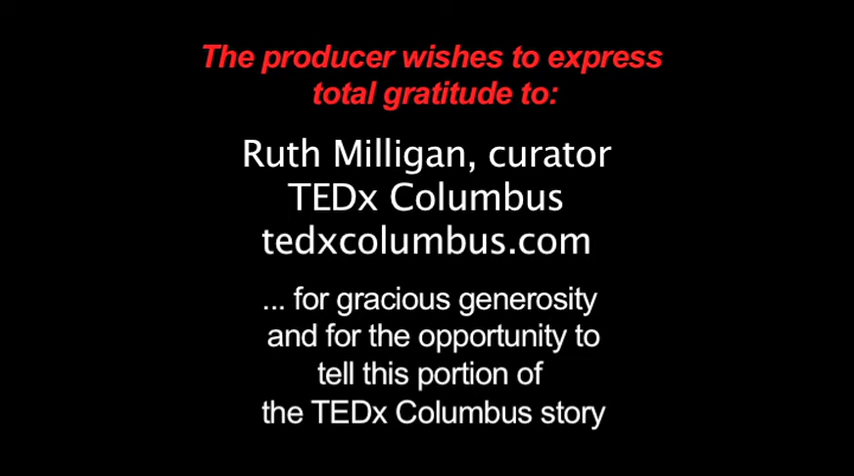 The producer wishes to express
total gratitude to:
Ruth Milligan, curator
TEDx Columbus
tedxcolumbus.com
... for gracious generosity
and for the opportunity to
tell this portion of
the TEDx Columbus story